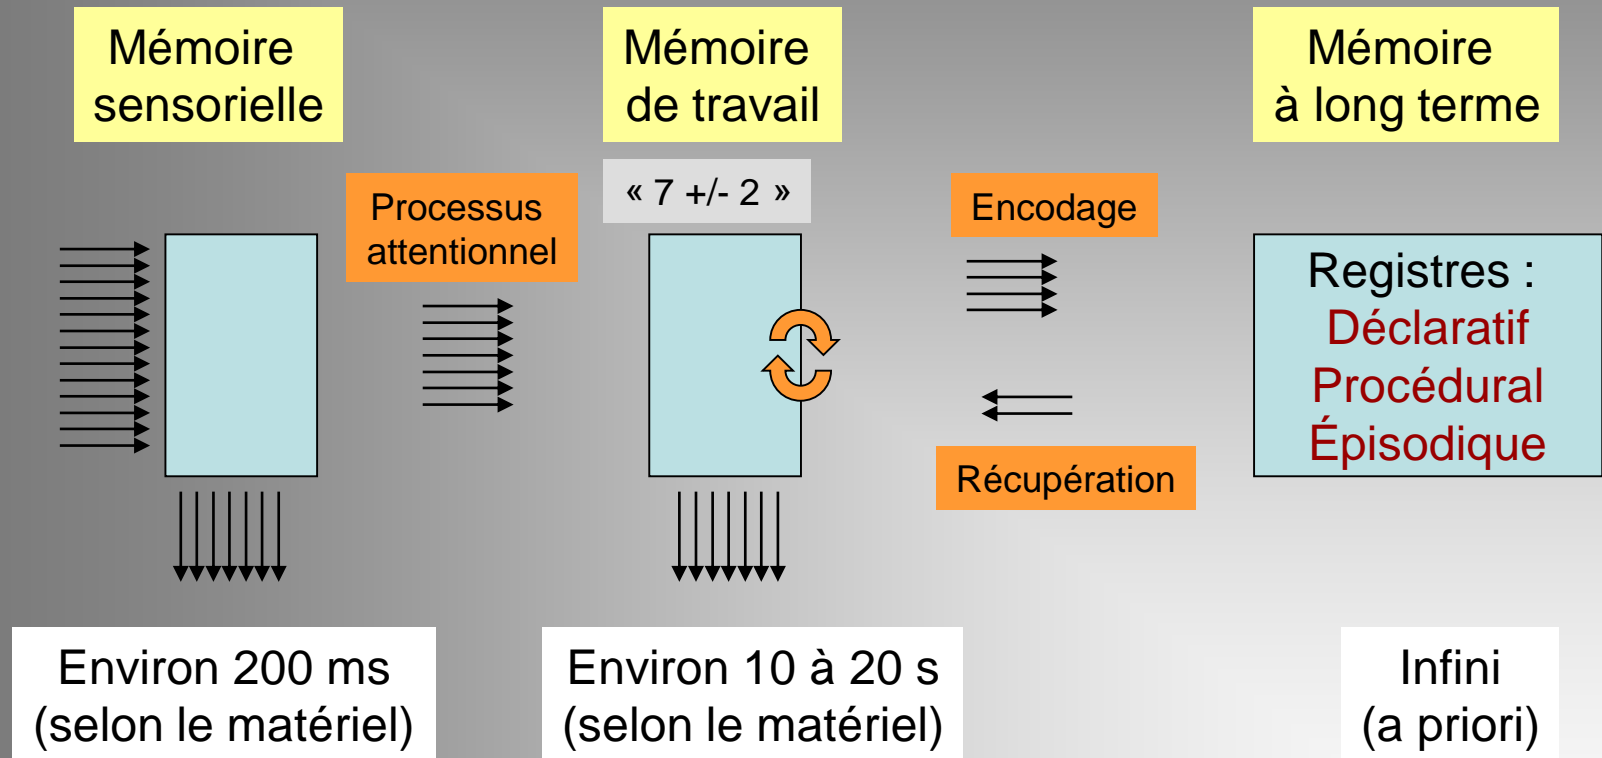 Mémoire
sensorielle
Mémoire
de travail
Mémoire
à long terme
Processus
attentionnel
« 7 +/- 2 »
Encodage
Registres :
Déclaratif
Procédural
Épisodique
Récupération
Environ 200 ms
(selon le matériel)
Environ 10 à 20 s
(selon le matériel)
Infini
(a priori)